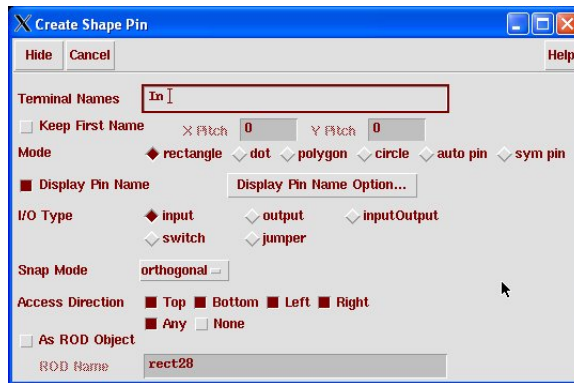 Create Shape Pin
Hide Cancel Help
Terminal Names In
Keep First Name X Pitch 0 Y Pitch 0
Mode rectangle dot polygon circle auto pin sym pin
Display Pin Name Display Pin Name Option...
I/O Type input output inputOutput
switch jumper
Snap Mode orthogonal
Access Direction Top Bottom Left Right
Any None
As ROD Object
ROD Name rect28